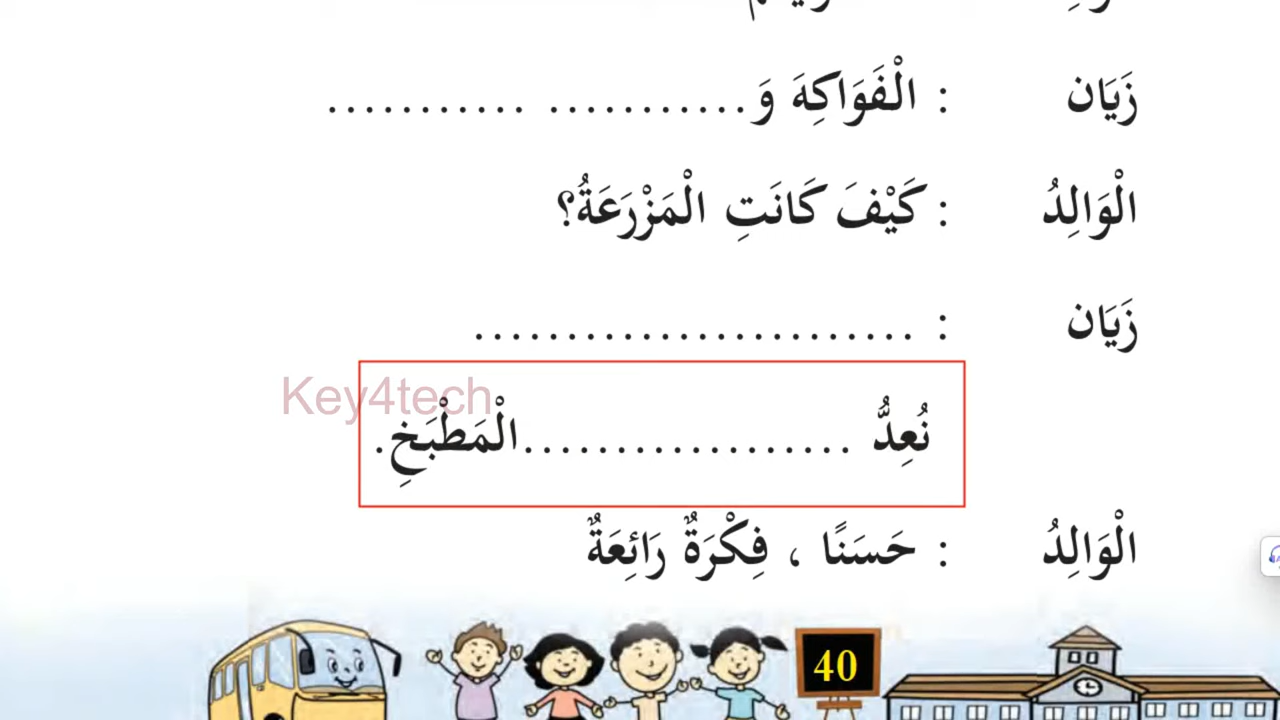 زَيَان : الْفَوَاكِهَ وَ........... ...........
الْوَالِدُ : كَيْفَ كَانَتِ الْمَزْرَعَةُ؟
زَيَان : ........................
Key4tech
نُعِدُّ ..................الْمَطْبَخِ.
الْوَالِدُ : حَسَنًا ، فِكْرَةٌ رَائِعَةٌ
40